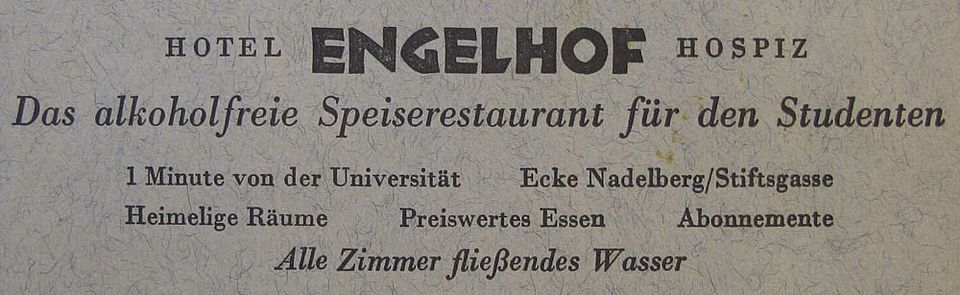 HOTEL ENGELHOF HOSPIZ
Das alkoholfreie Speiserestaurant für den Studenten
1 Minute von der Universität Ecke Nadelberg/Stiftsgasse
Heimelige Räume Preiswertes Essen Abonnemente
Alle Zimmer fließendes Wasser